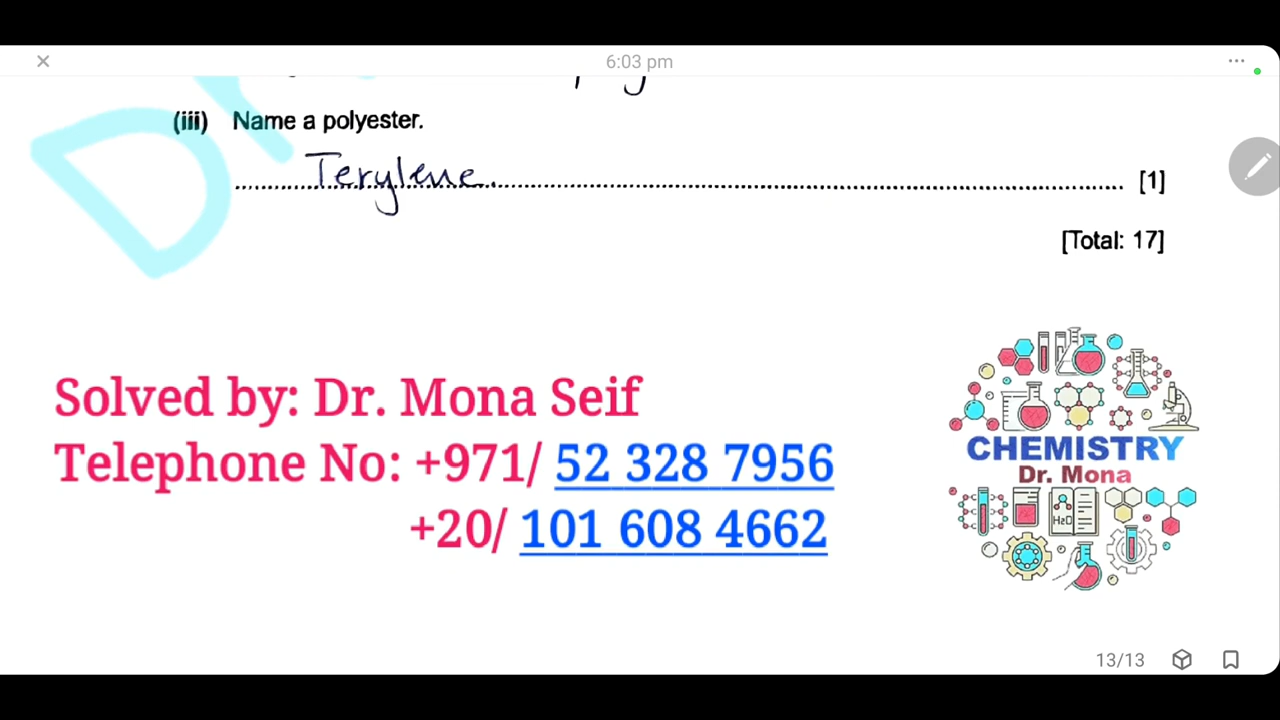 6:03 pm
(iii) Name a polyester.
Terylene.
[1]
[Total: 17]
Solved by: Dr. Mona Seif
Telephone No: +971/ 52 328 7956
+20/ 101 608 4662
CHEMISTRY
Dr. Mona
H₂O
13/13